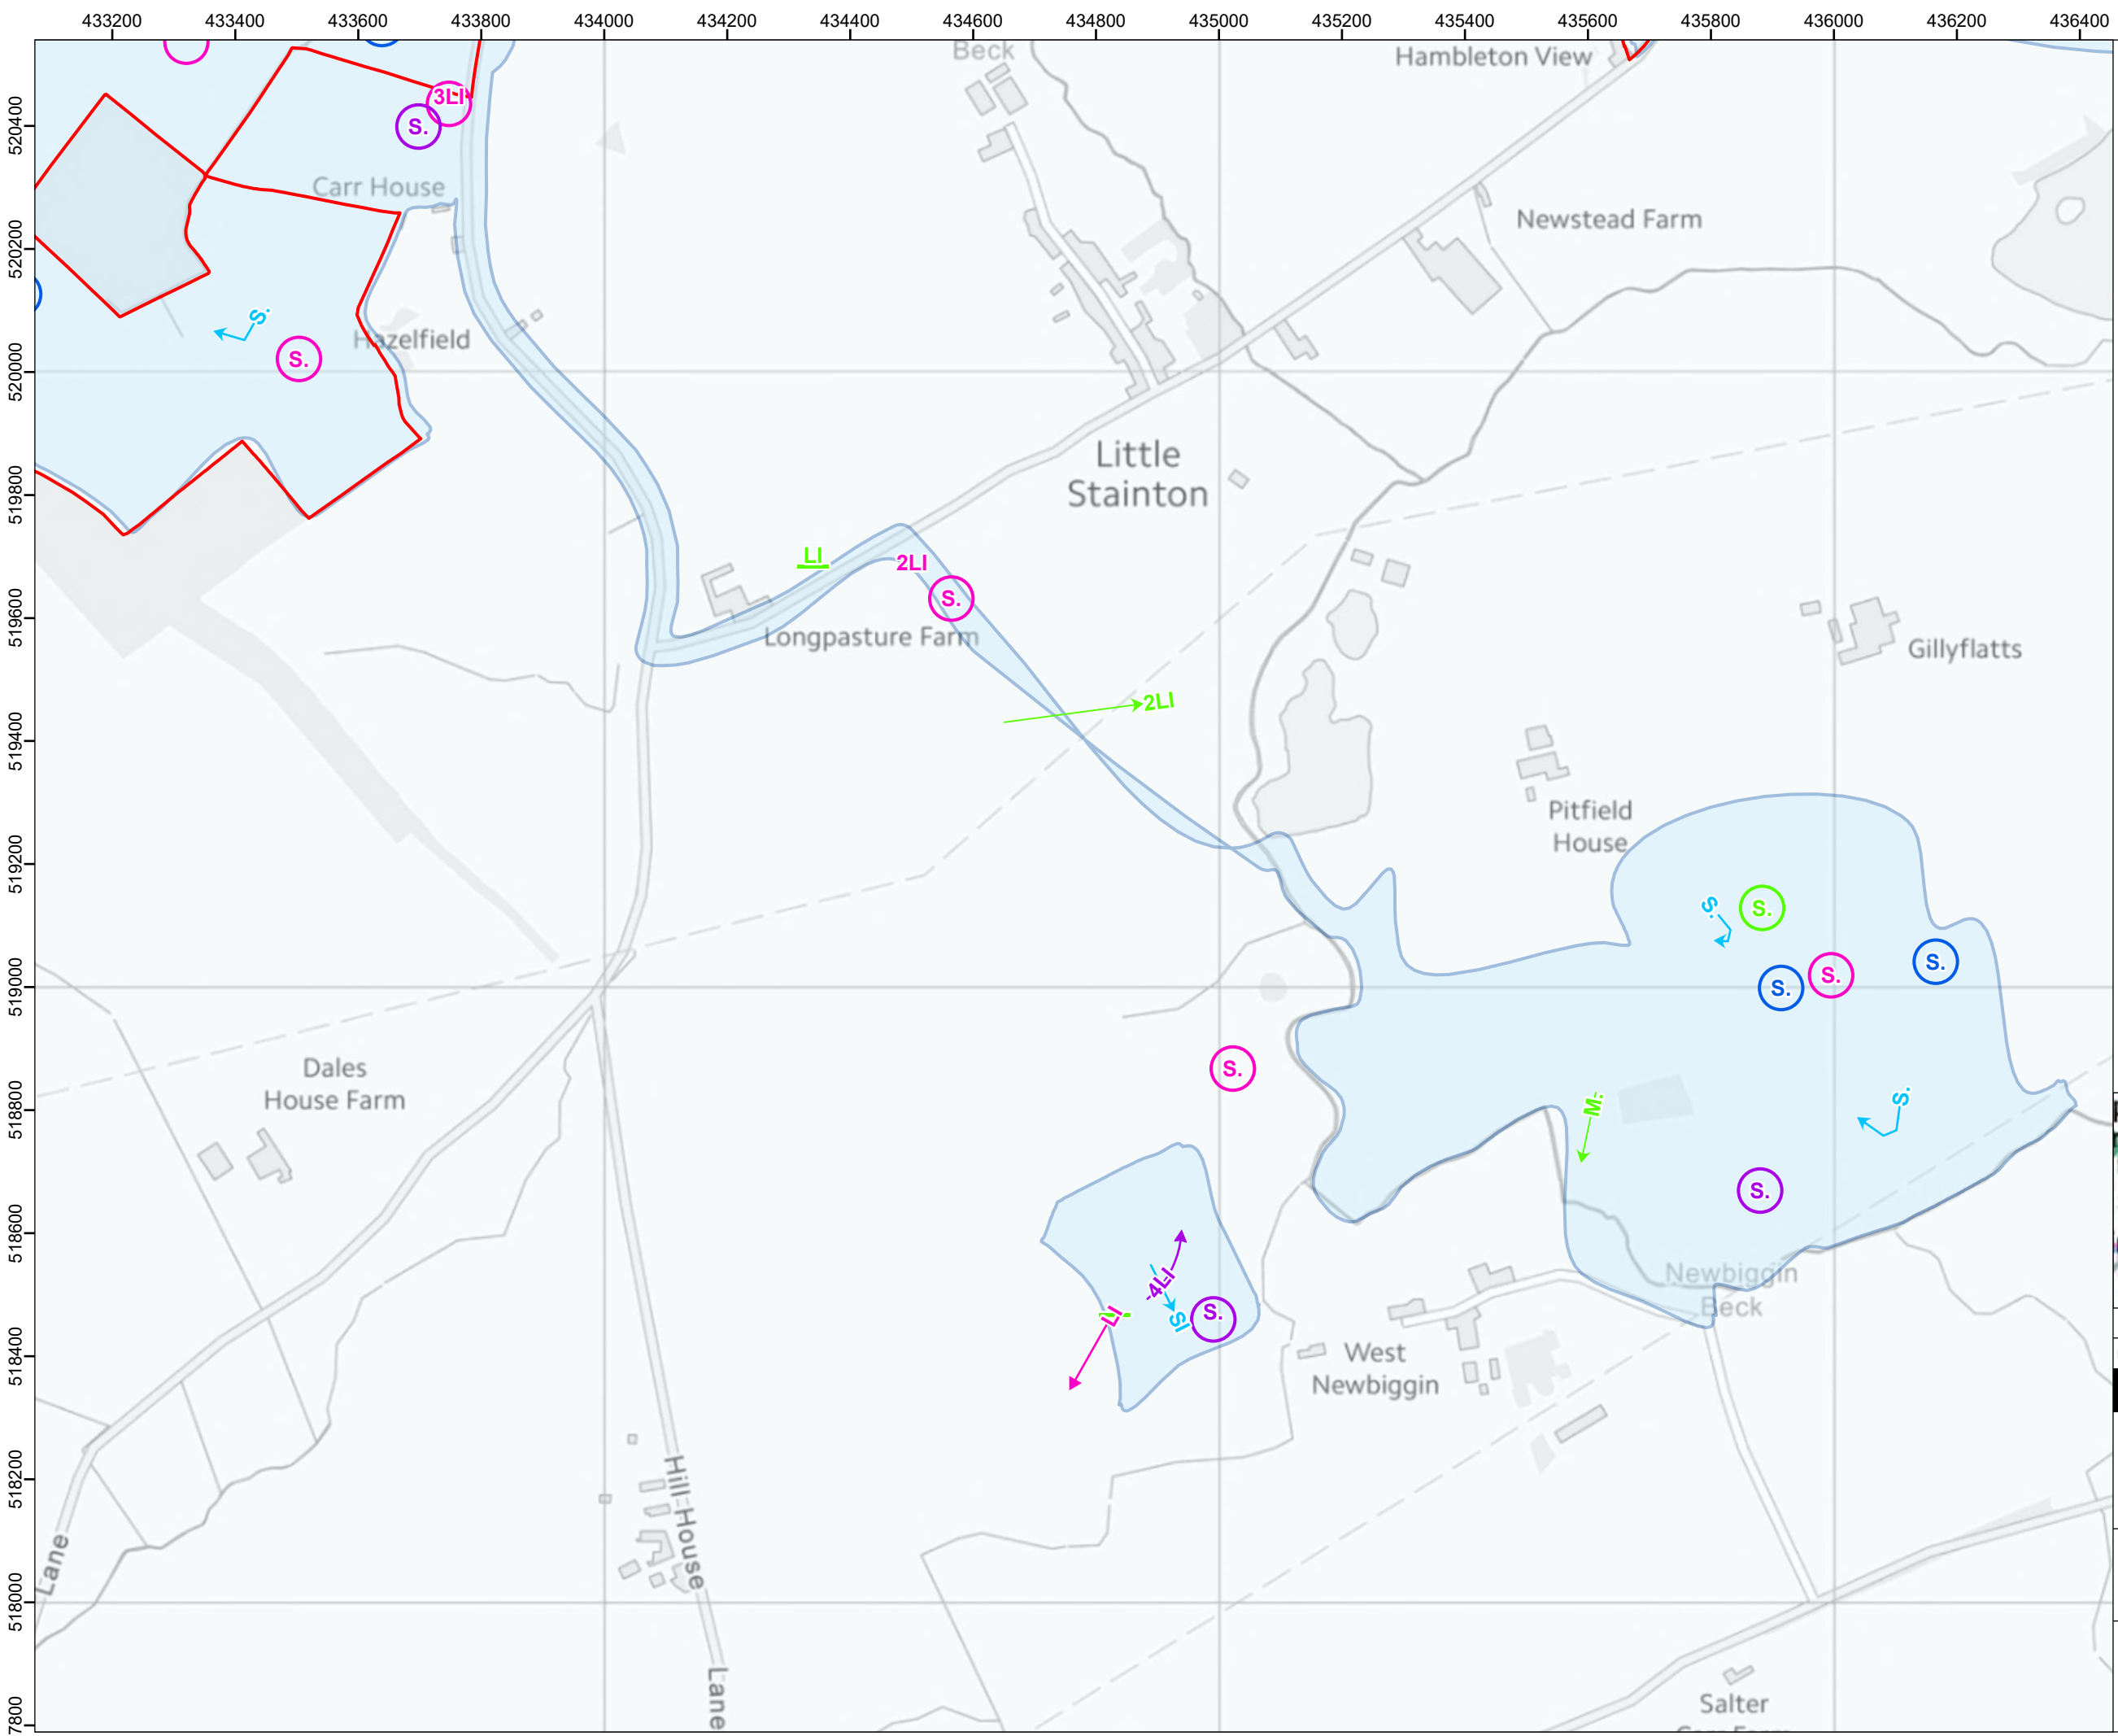 433200 433400 433600 433800 434000 434200 434400 434600 434800 435000 435200 435400 435600 435800 436000 436200 436400
520400
520200
520000
519800
519600
519400
519200
519000
518800
518600
518400
518200
518000
7800
Beck
Hambleton View
3LI
S.
Carr House
Newstead Farm
S.
Hazelfield
S.
Little
Stainton
LI
2LI
S.
Longpasture Farm
Gillyflatts
2LI
Pitfield
House
S.
S.
S.
S.
S.
Dales
House Farm
S.
M.
S.
S.
-4LI
SI
S.
LI
Newbiggin
Beck
West
Newbiggin
Hill House
Lane
Lane
Salter